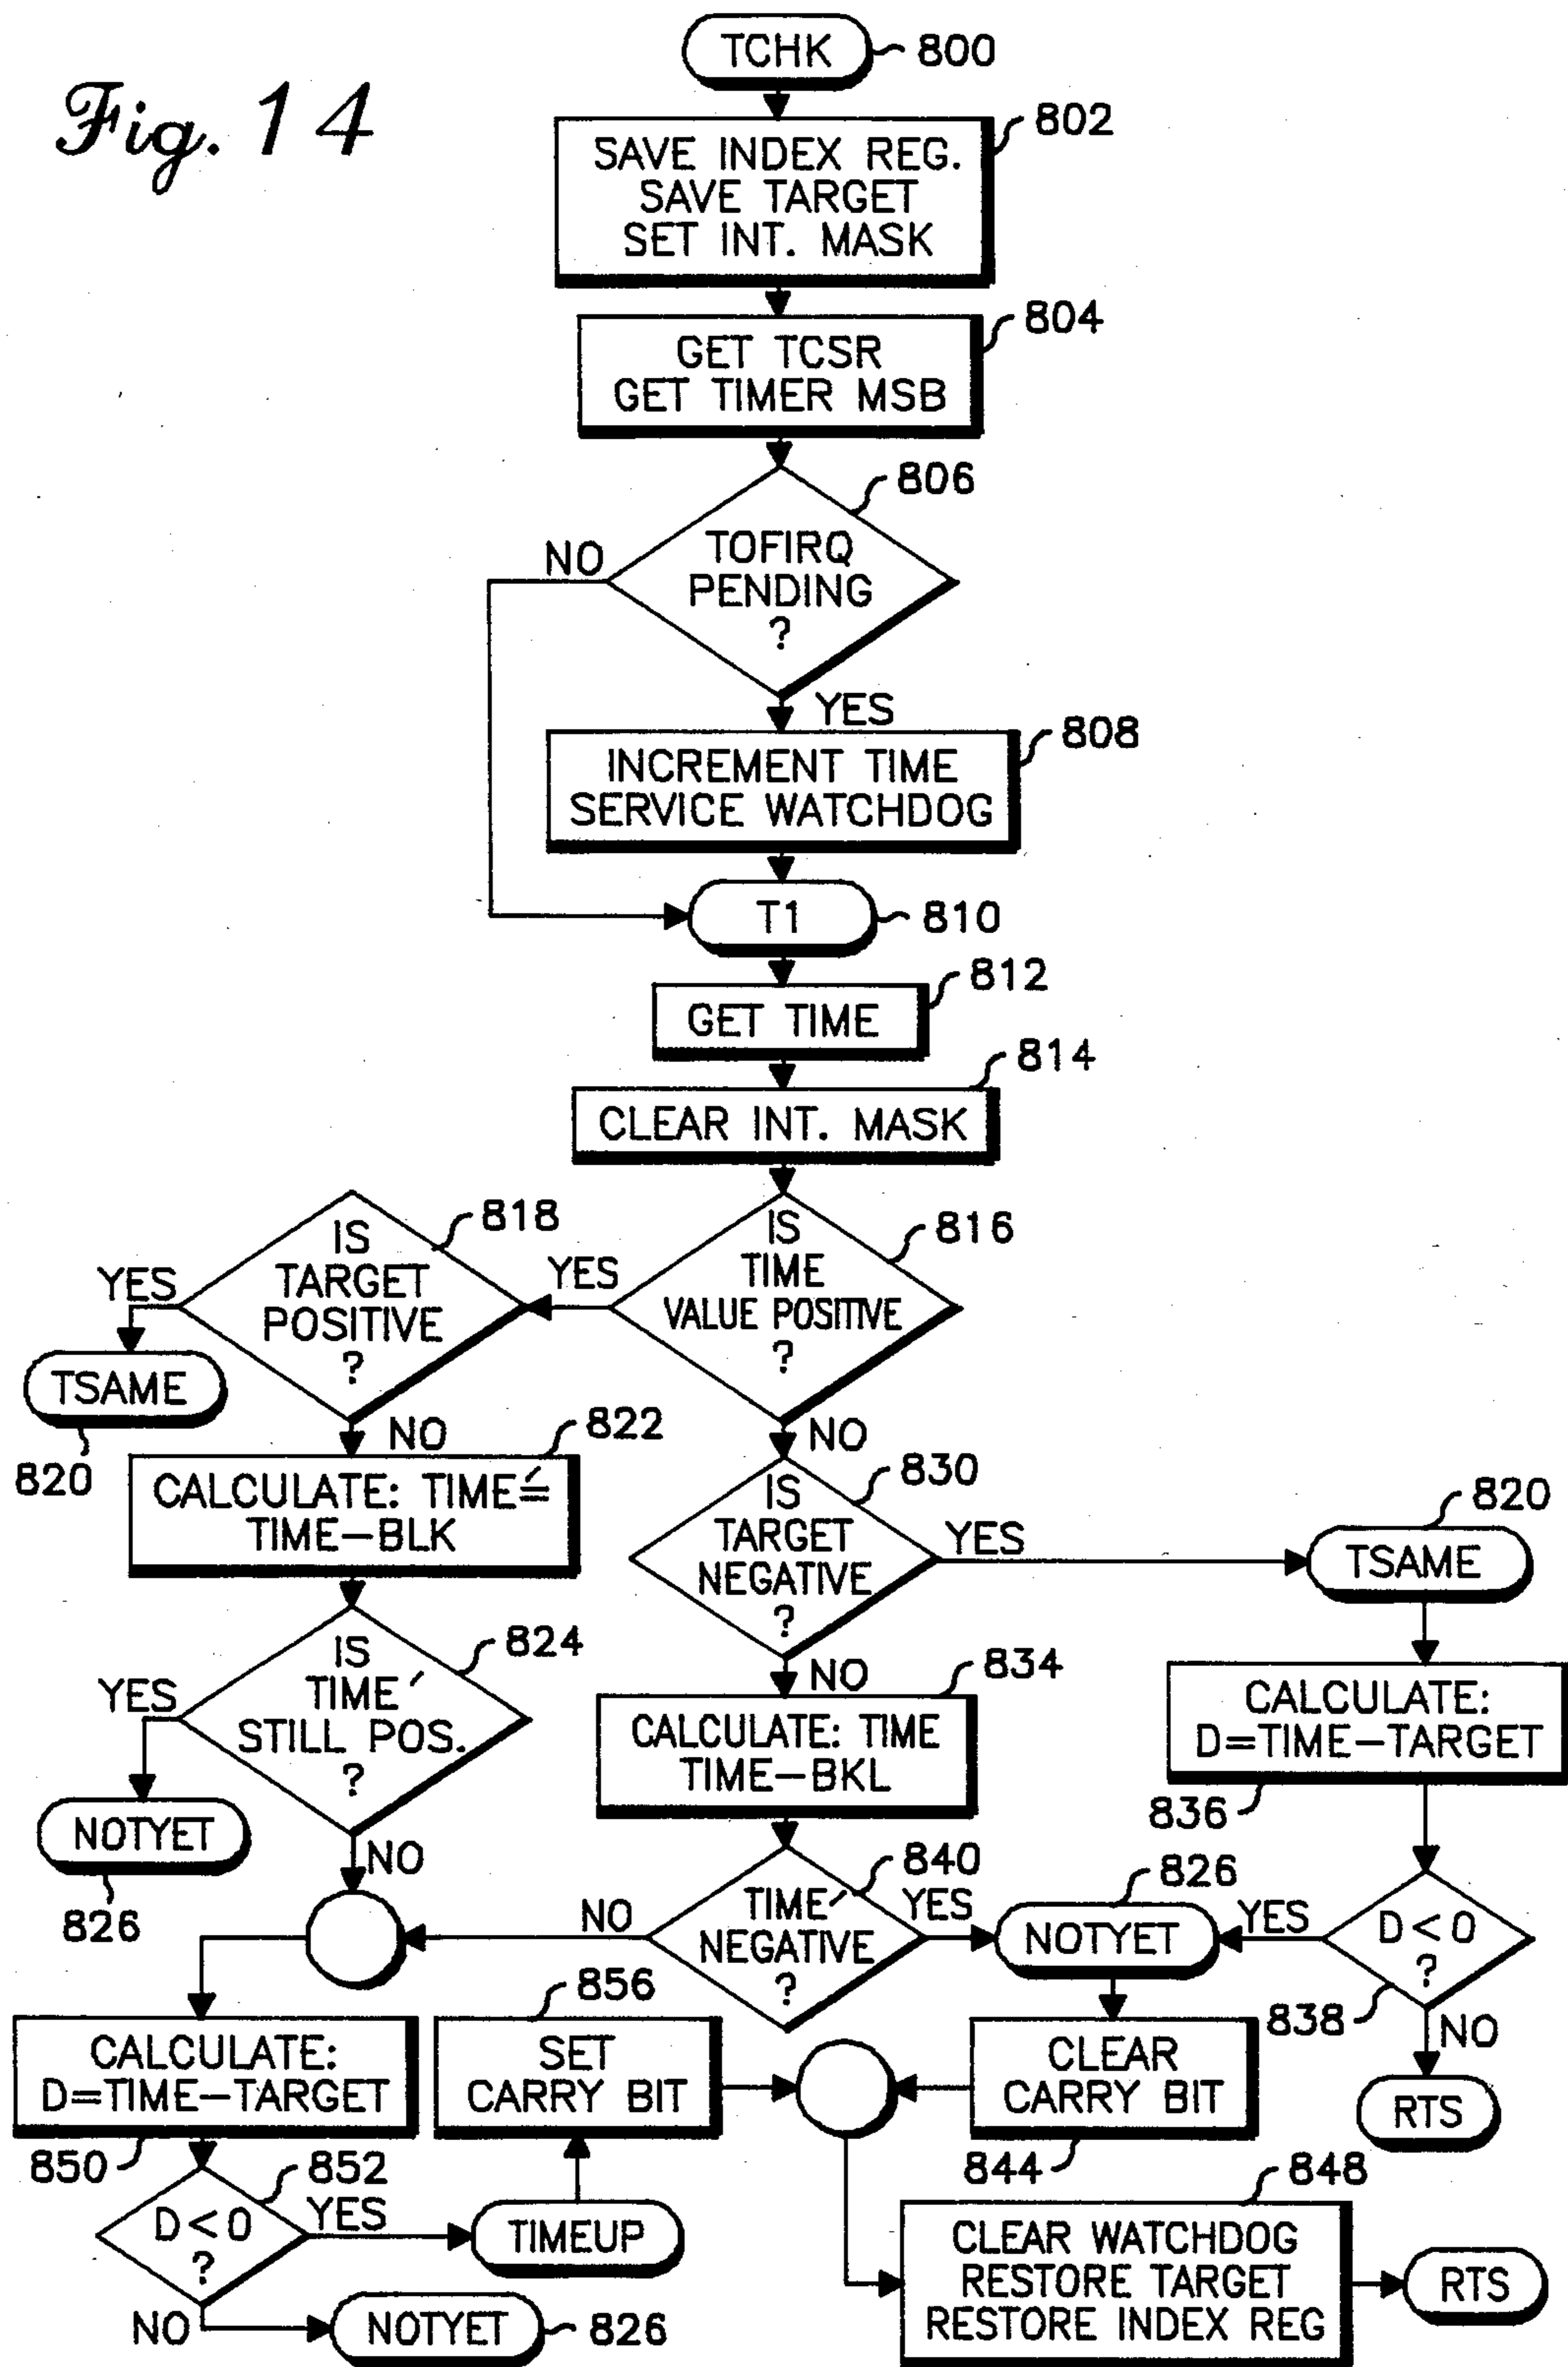 Fig. 14
TCHK
800
802
SAVE INDEX REG.
SAVE TARGET
SET INT. MASK
804
GET TCSR
GET TIMER MSB
806
TOFIRQ
PENDING
?
NO
YES
808
INCREMENT TIME
SERVICE WATCHDOG
T1
810
812
GET TIME
814
CLEAR INT. MASK
818
IS
TARGET
POSITIVE
?
YES
YES
816
IS
TIME
VALUE POSITIVE
?
TSAME
820
NO
822
CALCULATE: TIME′=
TIME-BLK
NO
830
IS
TARGET
NEGATIVE
?
YES
820
TSAME
824
IS
TIME′
STILL POS.
?
YES
NO
834
CALCULATE: TIME
TIME-BKL
CALCULATE:
D=TIME-TARGET
836
NOTYET
826
NO
840
TIME′
NEGATIVE
?
NO
YES
826
NOTYET
YES
D<0
?
838
NO
RTS
CALCULATE:
D=TIME-TARGET
850
856
SET
CARRY BIT
CLEAR
CARRY BIT
844
852
D<0
?
YES
TIMEUP
NO
NOTYET
826
848
CLEAR WATCHDOG
RESTORE TARGET
RESTORE INDEX REG
RTS